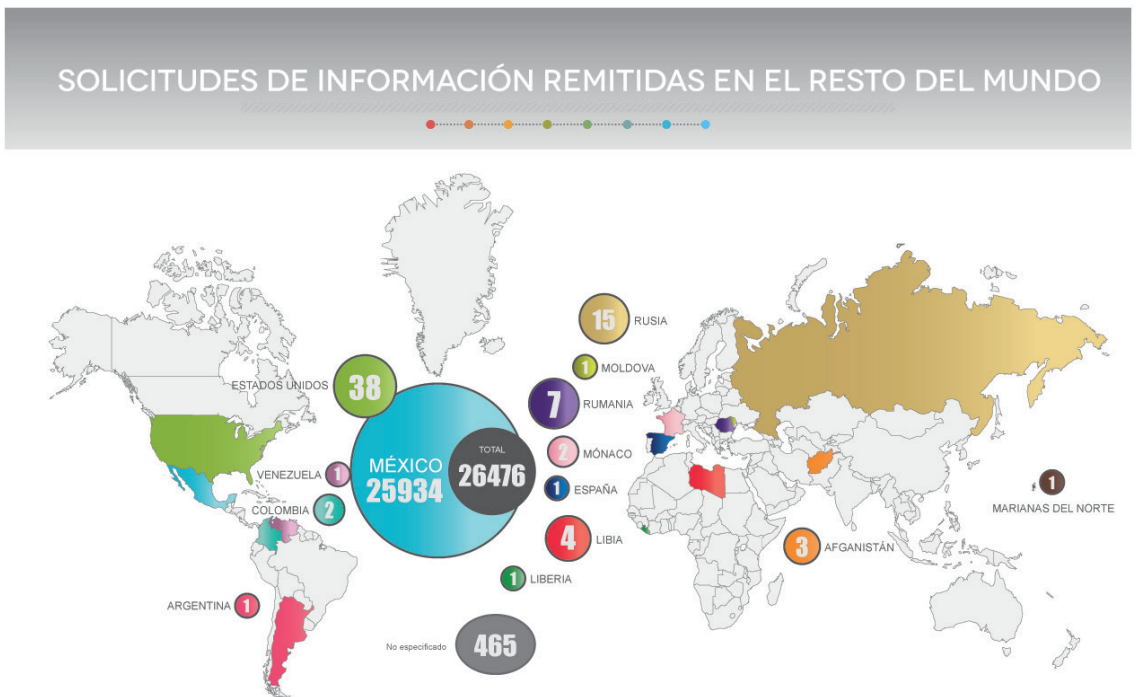 SOLICITUDES DE INFORMACIÓN REMITIDAS EN EL RESTO DEL MUNDO
15
RUSIA
1
MOLDOVA
ESTADOS UNIDOS
38
7
RUMANIA
MÉXICO
25934
TOTAL
26476
2
MÓNACO
VENEZUELA
1
1
ESPAÑA
1
MARIANAS DEL NORTE
COLOMBIA
2
4
LIBIA
3
AFGANISTÁN
1
LIBERIA
ARGENTINA
1
No especificado
465